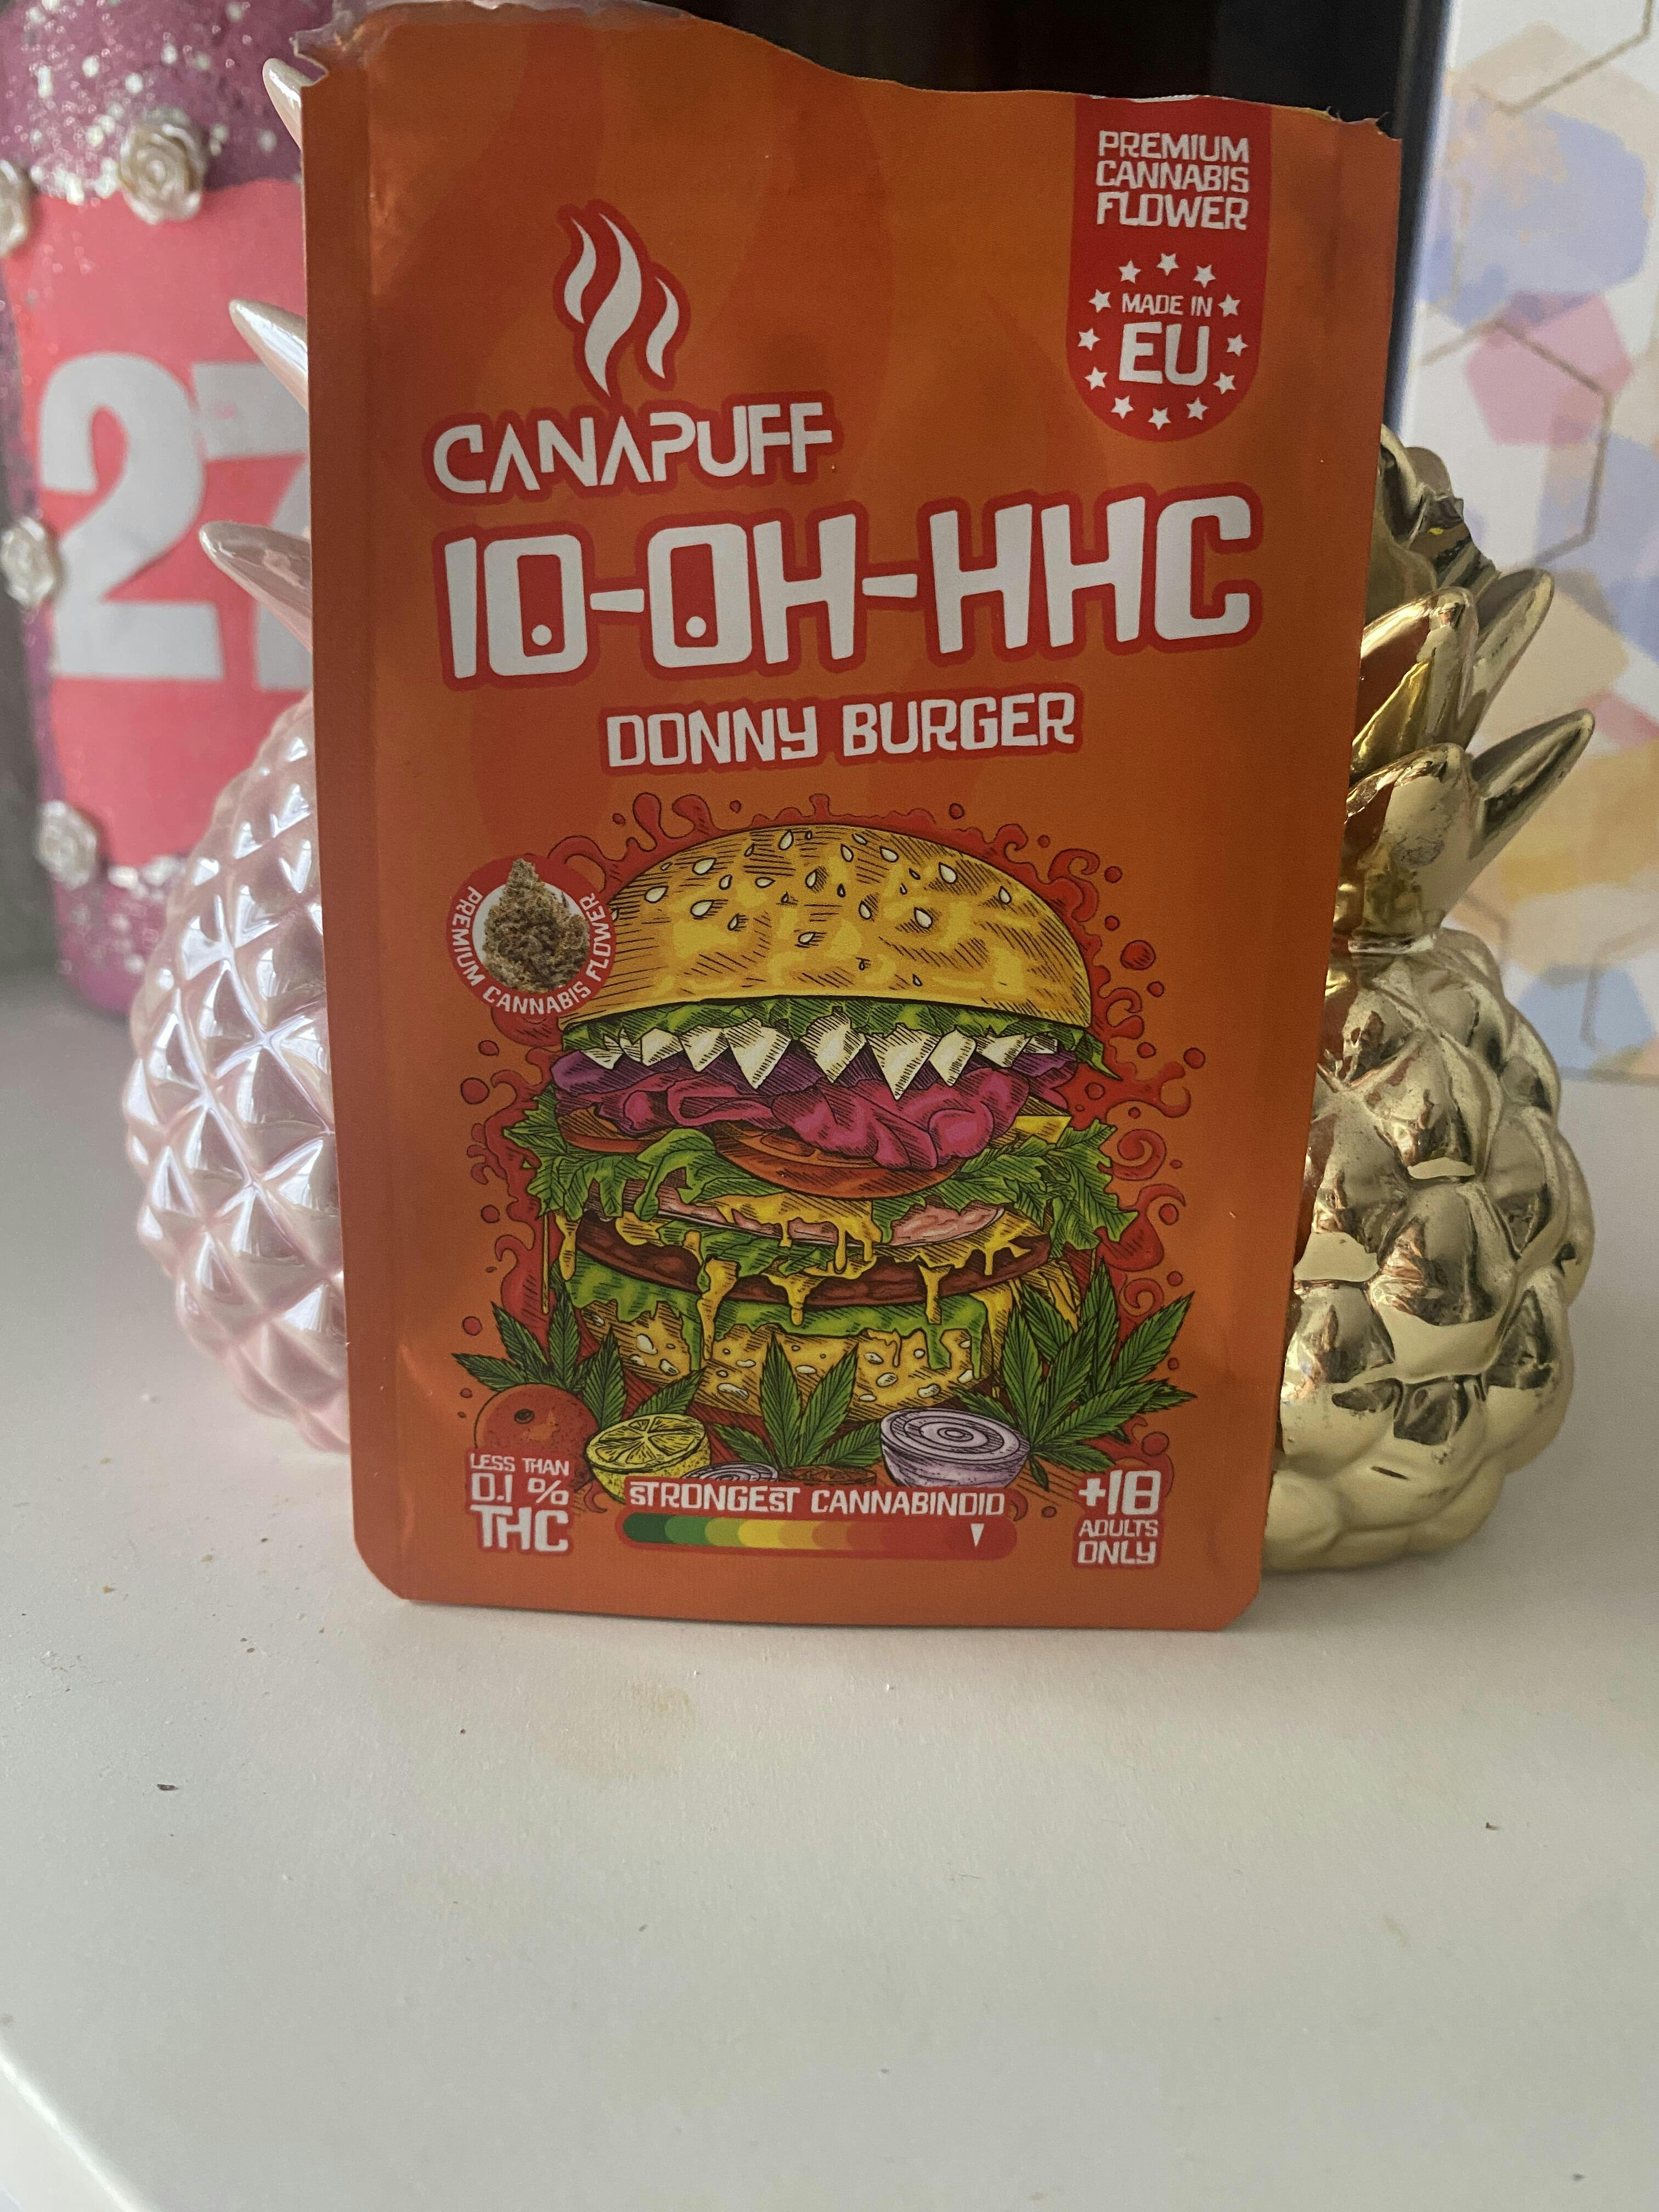 PREMIUM
CANNABIS
FLOWER
MADE IN
EU
27
CANAPUFF
10-OH-HHC
DONNY BURGER
PREMIUM CANNABIS FLOWER
LESS THAN
0.1 %
THC
STRONGEST CANNABINOID
+18
ADULTS
ONLY